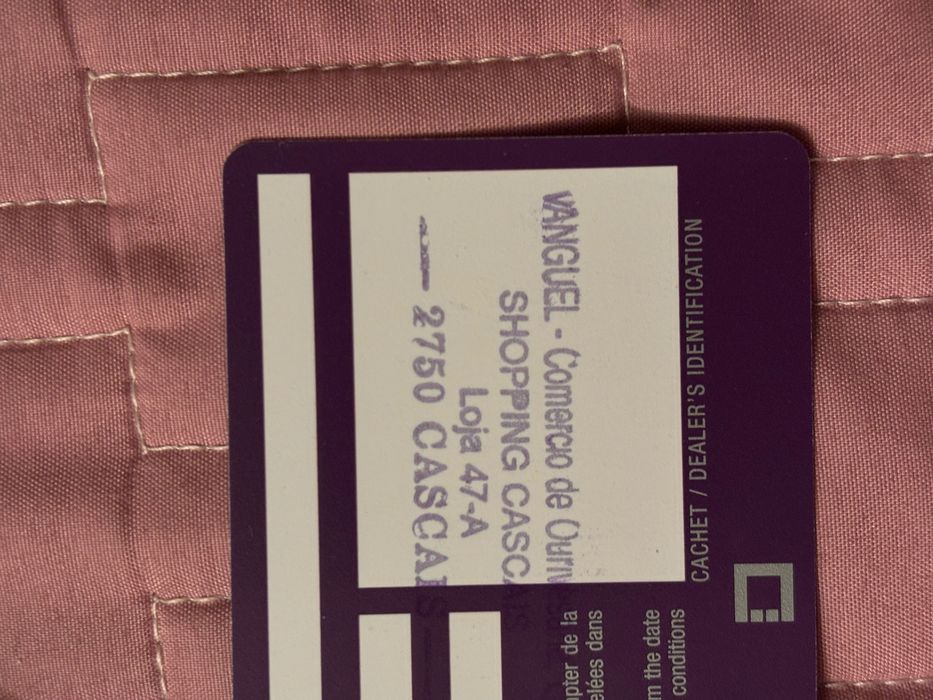 VANGUEL - Comercio de
SHOPPING CASCAIS
Loja 47-A
2750 CASCAIS
CACHET / DEALER'S IDENTIFICATION
pter de la
elées dans
m the date
conditions